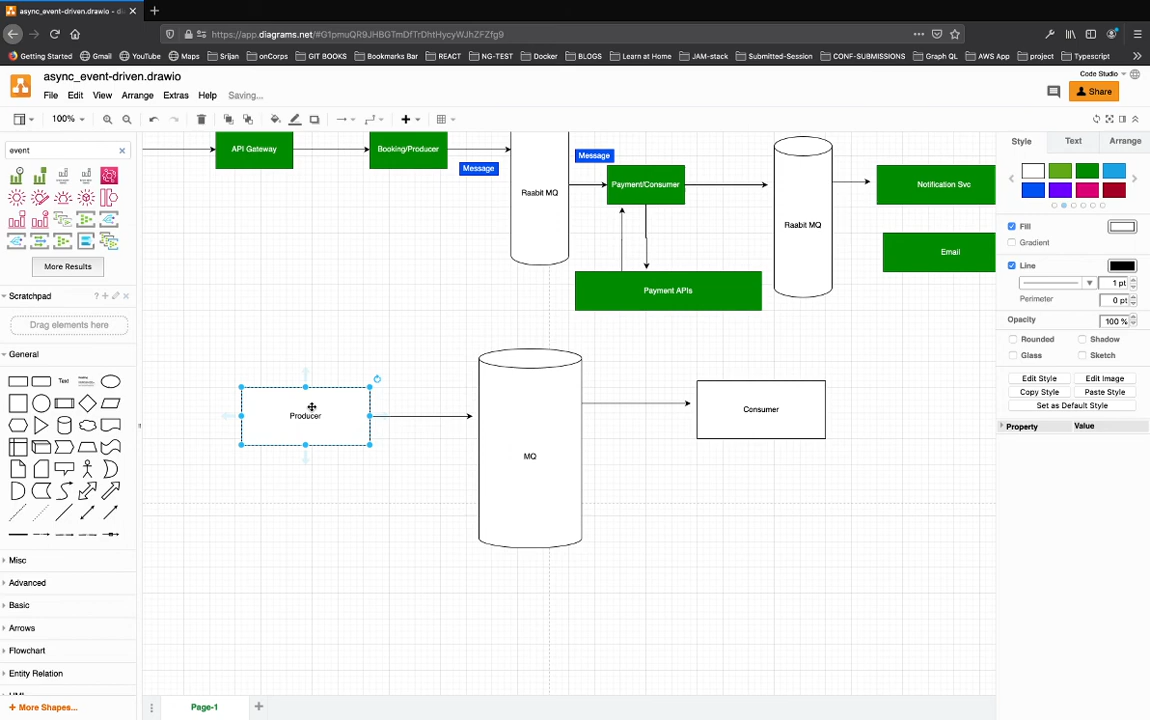 async_event-driven.drawio - di
https://app.diagrams.net/#G1pmuQR9JHBGTmDfTrDhtHycyWJhZFZfg9
Getting Started
Gmail
YouTube
Maps
Srijan
onCorps
GIT BOOKS
Burhan
REACT
NG-TEST
Docker
BLOGS
Learn at Home
JAM-stack
Submitted-Session
CONF-SUBMISSIONS
Graph QL
AWS App
project
Typescript
async_event-driven.drawio
Code Studio
File Edit View Arrange Extras Help Saving...
Share
100%
event
More Results
Scratchpad
Drag elements here
General
Text
Misc
Advanced
Basic
Arrows
Flowchart
Entity Relation
More Shapes...
API Gateway
Booking/Producer
Message
Raabit MQ
Message
Payment/Consumer
Payment APIs
Raabit MQ
Notification Svc
Email
Producer
MQ
Consumer
Page-1
Style Text Arrange
Fill
Gradient
Line
1 pt
Perimeter
0 pt
Opacity
100 %
Rounded
Shadow
Glass
Sketch
Edit Style
Edit Image
Copy Style
Paste Style
Set as Default Style
Property
Value